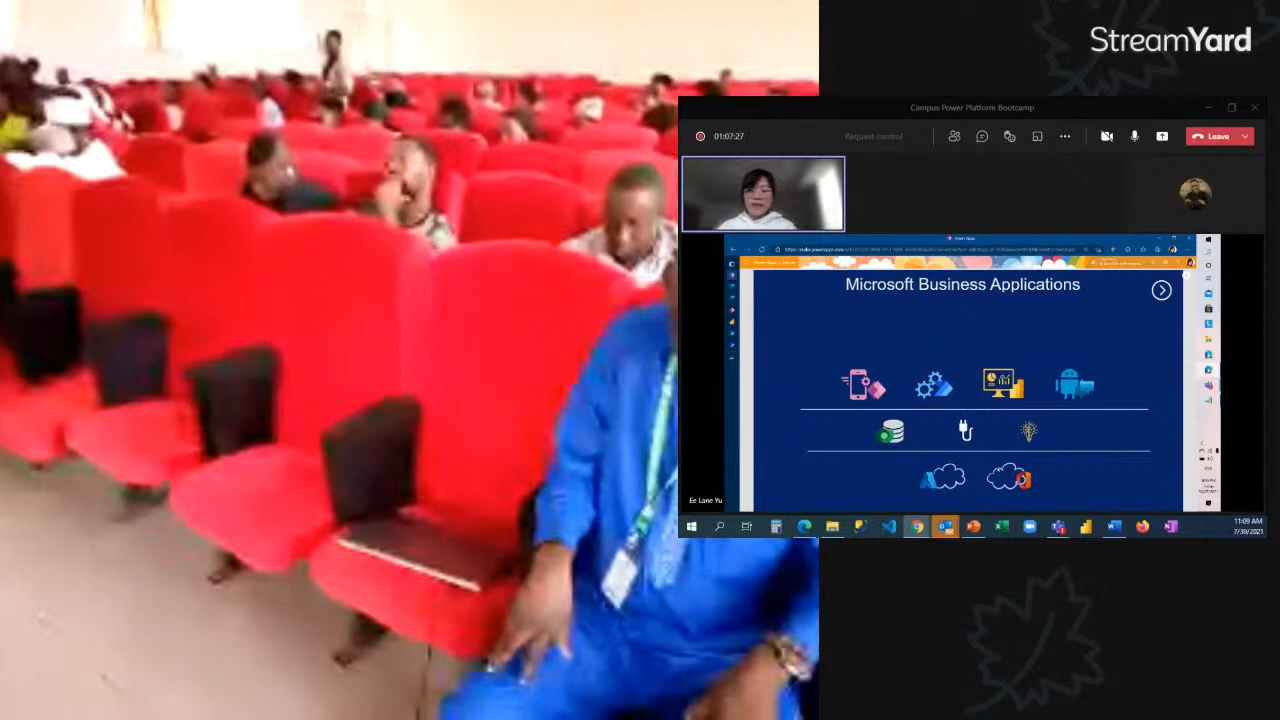 StreamYard
Campus Power Platform Bootcamp
01:07:27
Request control
Leave
Microsoft Business Applications
Ee Lane Yu
11:09 AM
7/30/2021